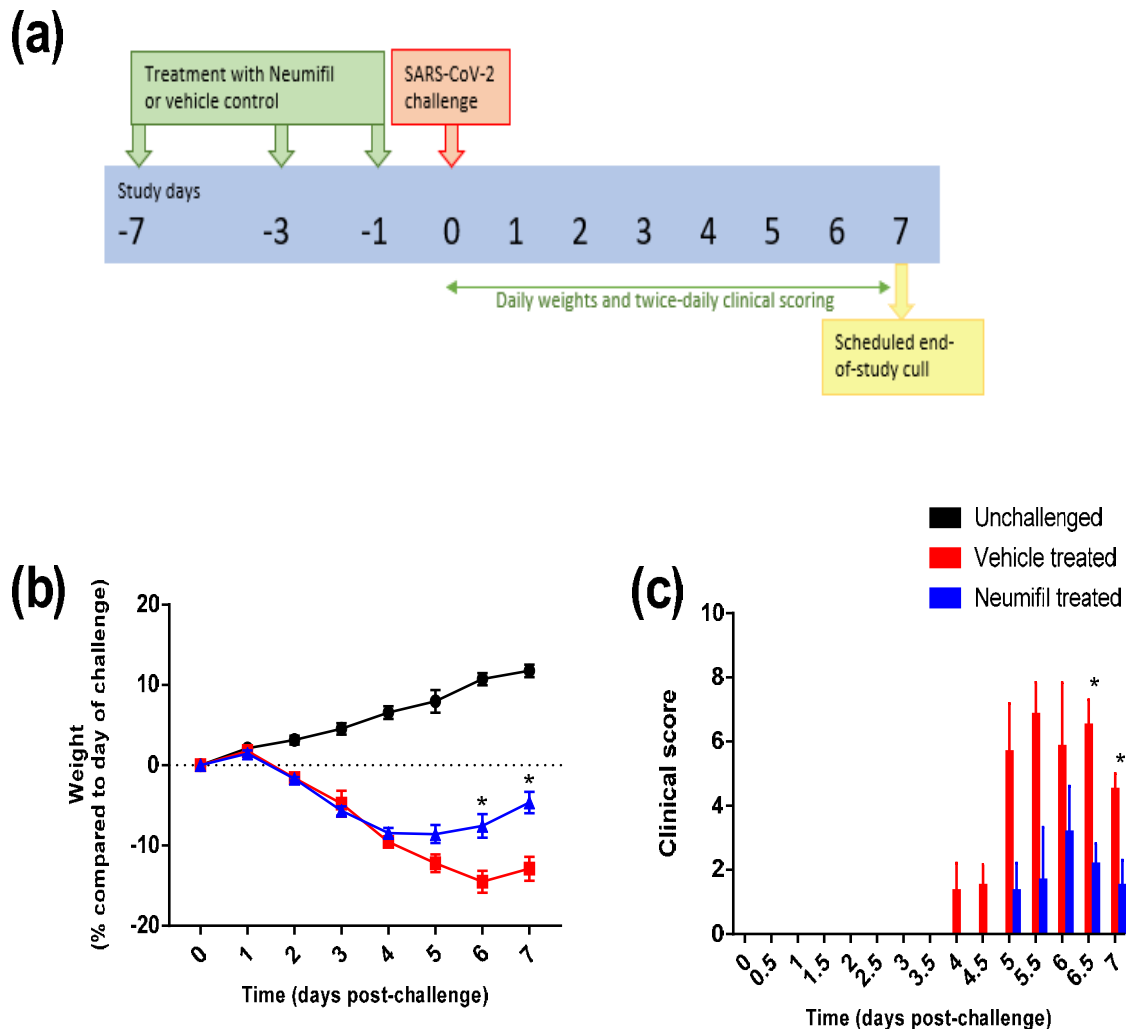 (a)
Treatment with Neumifil
or vehicle control
SARS-CoV-2
challenge
Study days
-7 -3 -1 0 1 2 3 4 5 6 7
Daily weights and twice-daily clinical scoring
Scheduled end-
of-study cull
Unchallenged
Vehicle treated
Neumifil treated
(b)
Weight
(% compared to day of challenge)
20
10
0
-10
-20
* *
0 1 2 3 4 5 6 7
Time (days post-challenge)
(c)
Clinical score
10
8
6
4
2
0
* *
0 0.5 1 1.5 2 2.5 3 3.5 4 4.5 5 5.5 6 6.5 7
Time (days post-challenge)